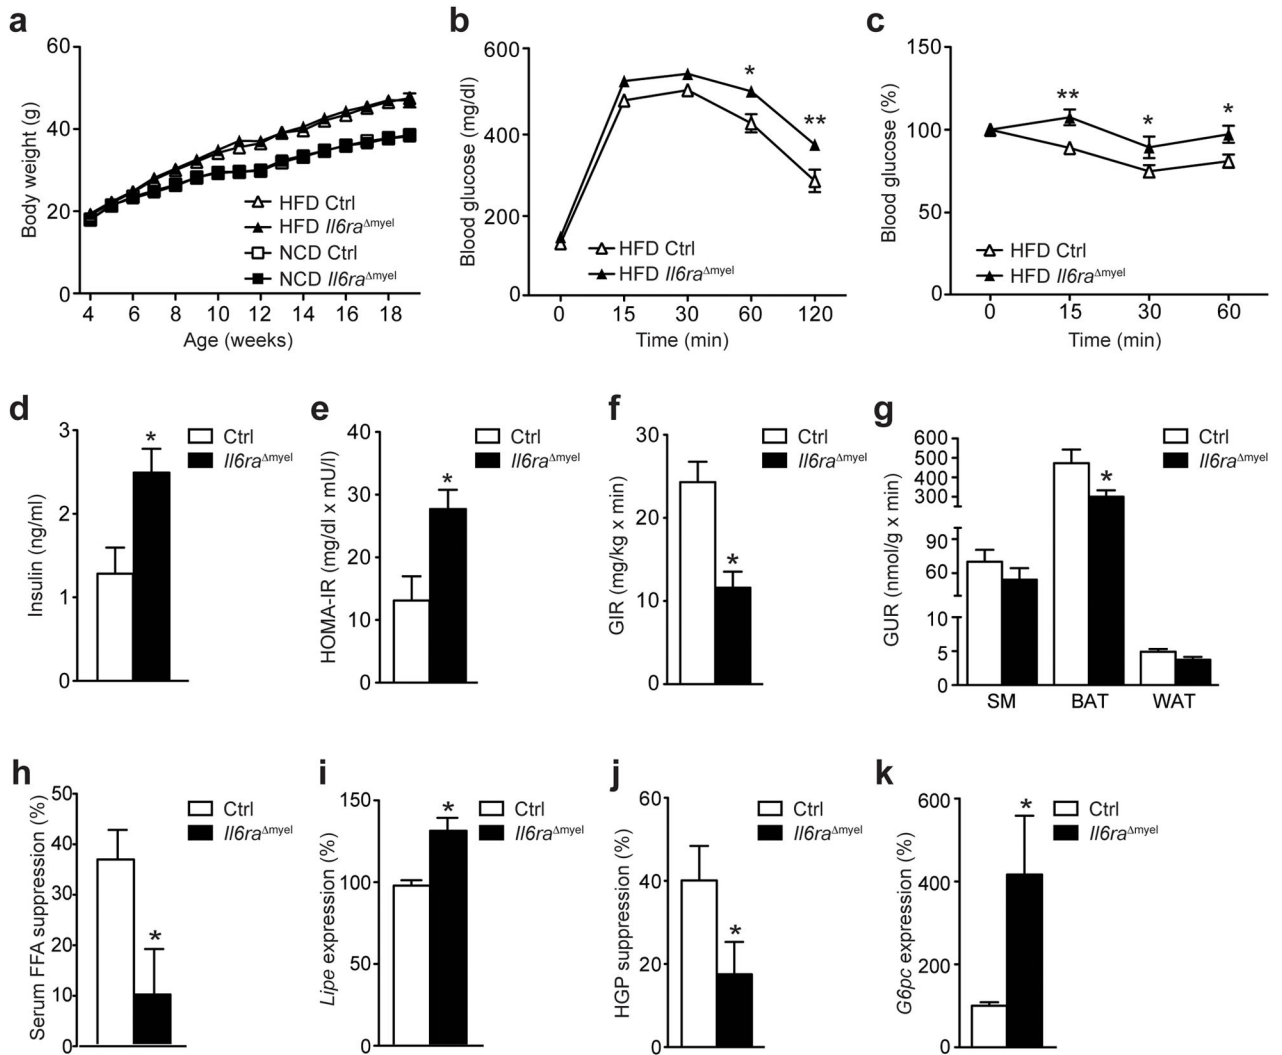 a
60
40
20
0
Body weight (g)
4 6 8 10 12 14 16 18
Age (weeks)
HFD Ctrl
HFD Il6raΔmyel
NCD Ctrl
NCD Il6raΔmyel
b
600
400
200
0
Blood glucose (mg/dl)
*
**
HFD Ctrl
HFD Il6raΔmyel
0 15 30 60 120
Time (min)
c
150
100
50
0
Blood glucose (%)
**
*
*
HFD Ctrl
HFD Il6raΔmyel
0 15 30 60
Time (min)
d
3
2
1
0
Insulin (ng/ml)
*
Ctrl
Il6raΔmyel
e
40
30
20
10
0
HOMA-IR (mg/dl x mU/l)
*
Ctrl
Il6raΔmyel
f
30
20
10
0
GIR (mg/kg x min)
*
Ctrl
Il6raΔmyel
g
600
500
400
300
90
60
10
5
0
GUR (nmol/g x min)
*
Ctrl
Il6raΔmyel
SM BAT WAT
h
50
40
30
20
10
0
Serum FFA suppression (%)
*
Ctrl
Il6raΔmyel
i
150
100
50
0
Lipe expression (%)
*
Ctrl
Il6raΔmyel
j
60
40
20
0
HGP suppression (%)
*
Ctrl
Il6raΔmyel
k
600
400
200
0
G6pc expression (%)
*
Ctrl
Il6raΔmyel